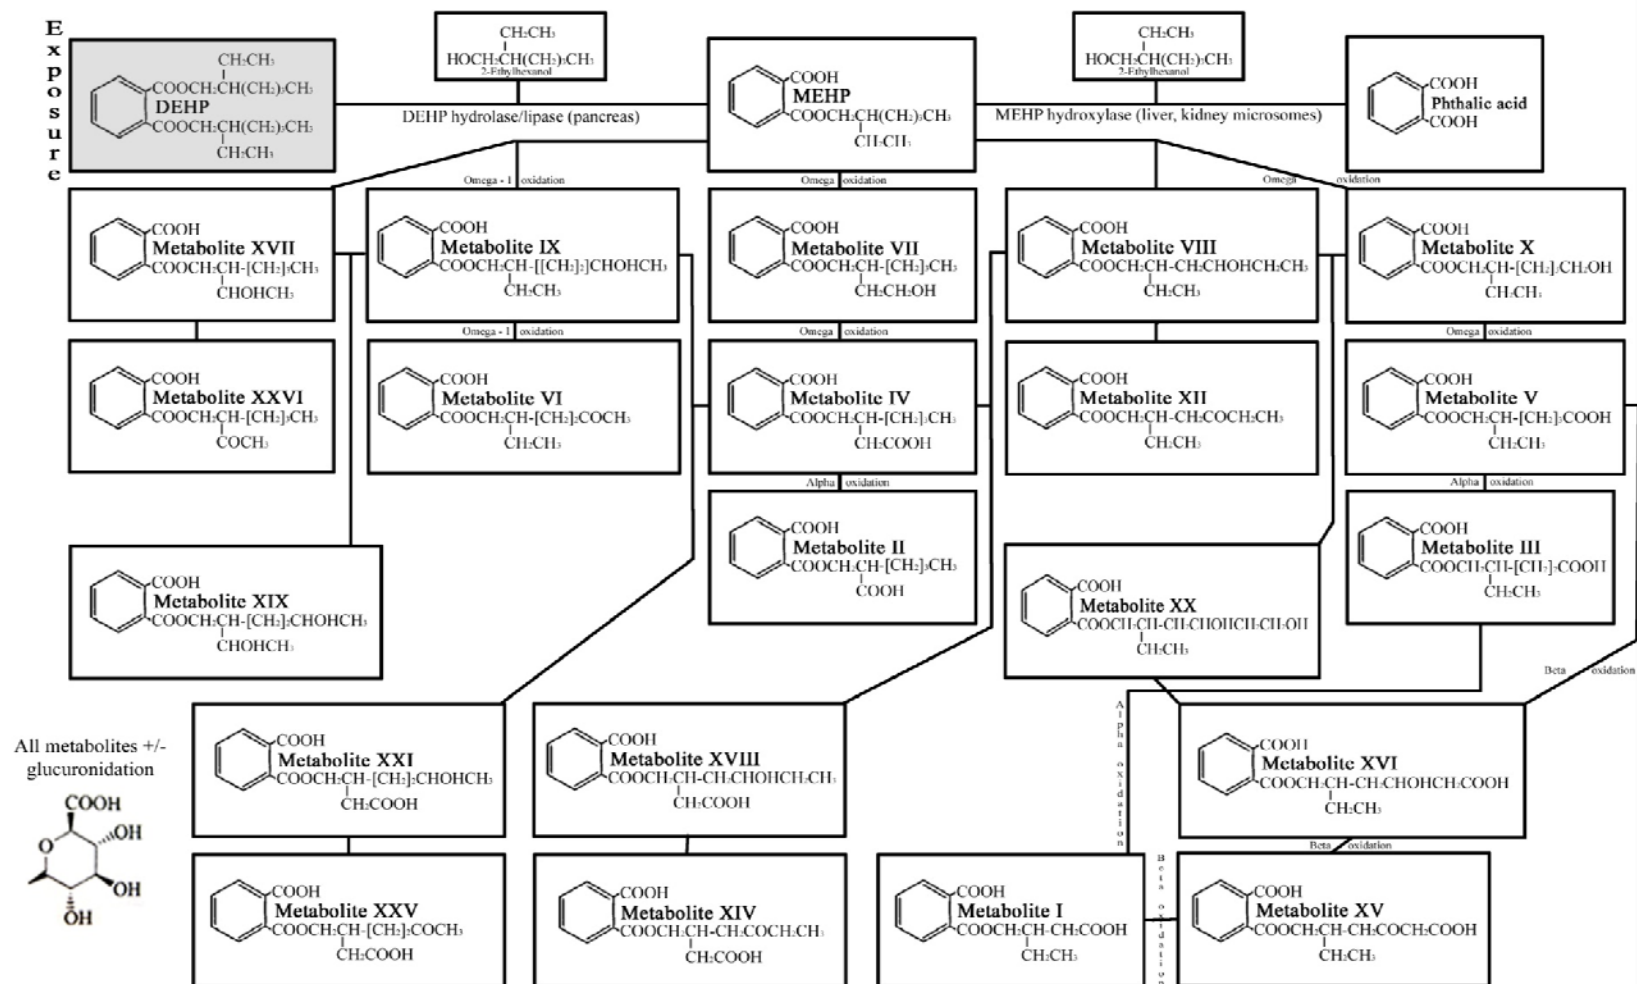 Exposure
CH₂CH₃
COOCH₂CH(CH₂)₃CH₃
DEHP
COOCH₂CH(CH₂)₃CH₃
CH₂CH₃
CH₂CH₃
HOCH₂CH(CH₂)₃CH₃
2-Ethylhexanol
DEHP hydrolase/lipase (pancreas)
COOH
MEHP
COOCH₂CH(CH₂)₃CH₃
CH₂CH₃
CH₂CH₃
HOCH₂CH(CH₂)₃CH₃
2-Ethylhexanol
MEHP hydroxylase (liver, kidney microsomes)
COOH
Phthalic acid
COOH
Omega - 1 oxidation
Omega oxidation
Omega oxidation
COOH
Metabolite XVII
COOCH₂CH-[CH₂]₃CH₃
CHOHCH₃
COOH
Metabolite IX
COOCH₂CH-[[CH₂]₂]CHOHCH₃
CH₂CH₃
COOH
Metabolite VII
COOCH₂CH-[CH₂]₃CH₃
CH₂CH₂OH
COOH
Metabolite VIII
COOCH₂CH-CH₂CHOHCH₂CH₃
CH₂CH₃
COOH
Metabolite X
COOCH₂CH-[CH₂]₃CH₂OH
CH₂CH₃
Omega - 1 oxidation
Omega oxidation
Omega oxidation
COOH
Metabolite XXVI
COOCH₂CH-[CH₂]₃CH₃
COCH₃
COOH
Metabolite VI
COOCH₂CH-[CH₂]₂COCH₃
CH₂CH₃
COOH
Metabolite IV
COOCH₂CH-[CH₂]₃CH₃
CH₂COOH
COOH
Metabolite XII
COOCH₂CH-CH₂COCH₂CH₃
CH₂CH₃
COOH
Metabolite V
COOCH₂CH-[CH₂]₃COOH
CH₂CH₃
Alpha oxidation
Alpha oxidation
COOH
Metabolite II
COOCH₂CH-[CH₂]₃CH₃
COOH
COOH
Metabolite III
COOCH₂CH-[CH₂]₂COOH
CH₂CH₃
COOH
Metabolite XIX
COOCH₂CH-[CH₂]₂CHOHCH₃
CHOHCH₃
COOH
Metabolite XX
COOCH₂CH-CH₂CHOHCH₂CH₂OH
CH₂CH₃
Beta oxidation
Alpha oxidation
All metabolites +/-
glucuronidation
COOH
O
OH
OH
OH
COOH
Metabolite XXI
COOCH₂CH-[CH₂]₂CHOHCH₃
CH₂COOH
COOH
Metabolite XVIII
COOCH₂CH-CH₂CHOHCH₂CH₃
CH₂COOH
COOH
Metabolite XVI
COOCH₂CH-CH₂CHOHCH₂COOH
CH₂CH₃
Beta oxidation
Beta oxidation
COOH
Metabolite XXV
COOCH₂CH-[CH₂]₂COCH₃
CH₂COOH
COOH
Metabolite XIV
COOCH₂CH-CH₂COCH₂CH₃
CH₂COOH
COOH
Metabolite I
COOCH₂CH-CH₂COOH
CH₂CH₃
COOH
Metabolite XV
COOCH₂CH-CH₂COCH₂COOH
CH₂CH₃